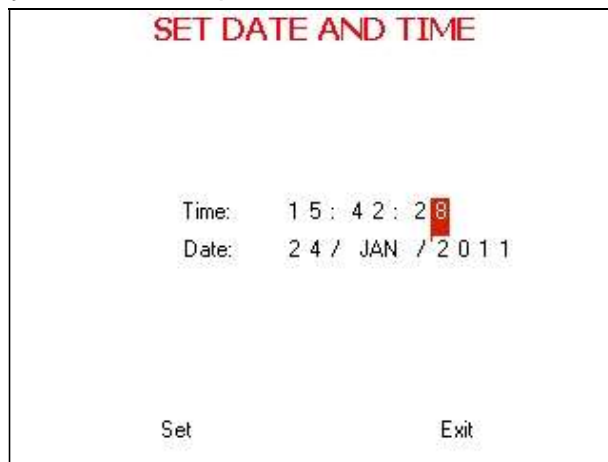 SET DATE AND TIME
Time: 15:42:28
Date: 24/ JAN /2011
Set Exit